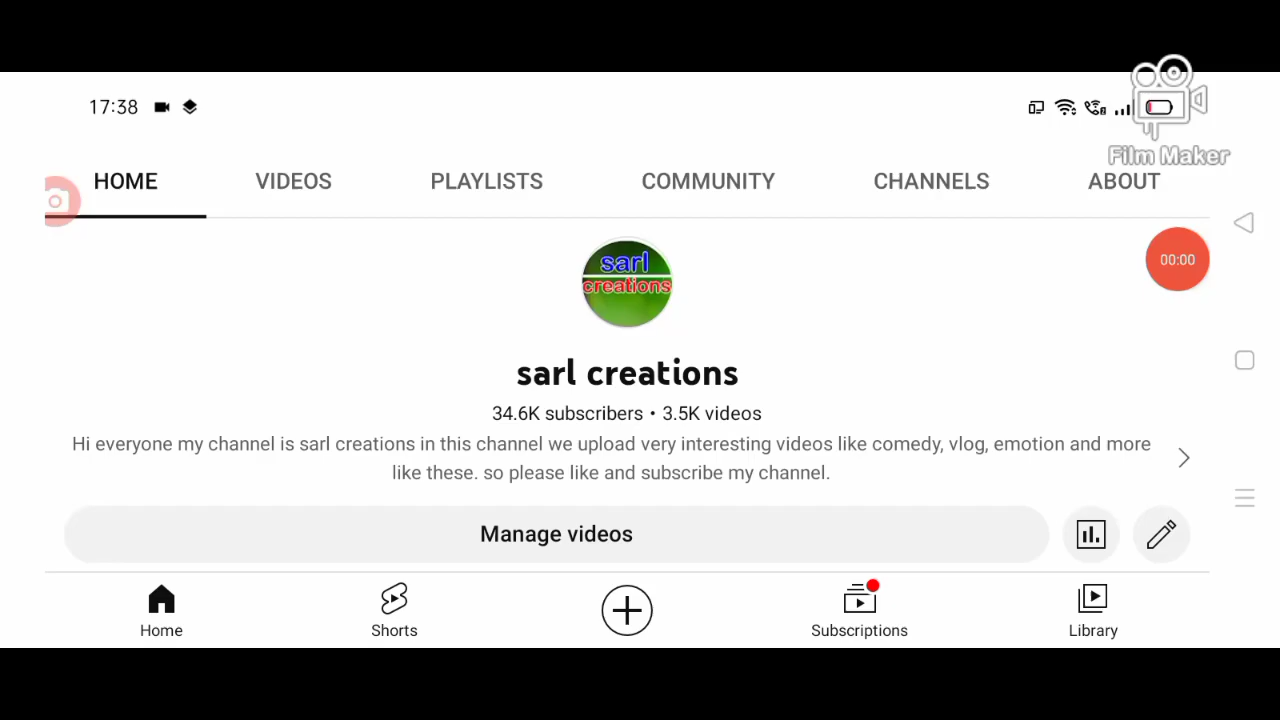 17:38
Film Maker
HOME VIDEOS PLAYLISTS COMMUNITY CHANNELS ABOUT
00:00
sarl
creations
sarl creations
34.6K subscribers • 3.5K videos
Hi everyone my channel is sarl creations in this channel we upload very interesting videos like comedy, vlog, emotion and more
like these. so please like and subscribe my channel.
Manage videos
Home Shorts Subscriptions Library